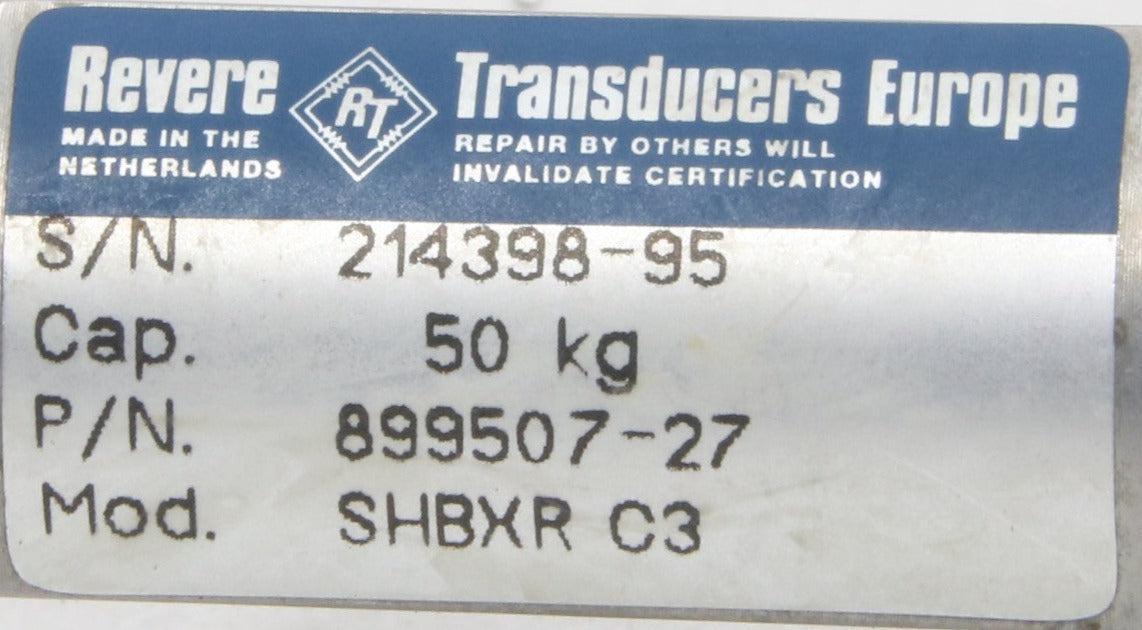 Revere RT Transducers Europe
MADE IN THE
NETHERLANDS
REPAIR BY OTHERS WILL
INVALIDATE CERTIFICATION
S/N. 214398-95
Cap. 50 kg
P/N. 899507-27
Mod. SHBXR C3